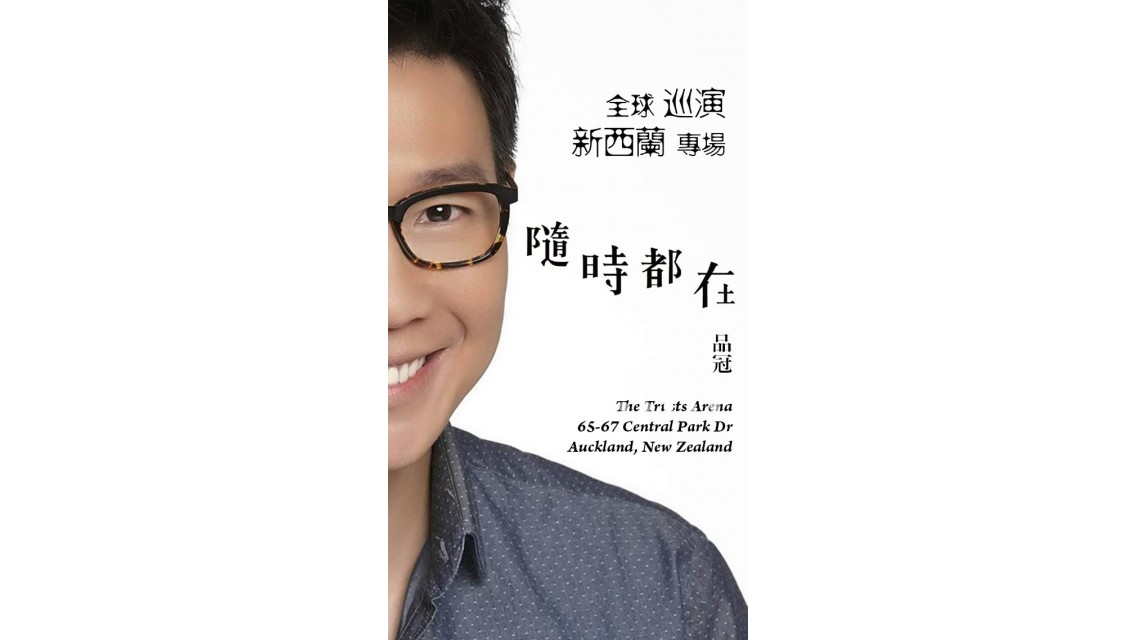 全球 巡演
新西蘭 專場
隨時都在
品冠
The Trusts Arena
65-67 Central Park Dr
Auckland, New Zealand